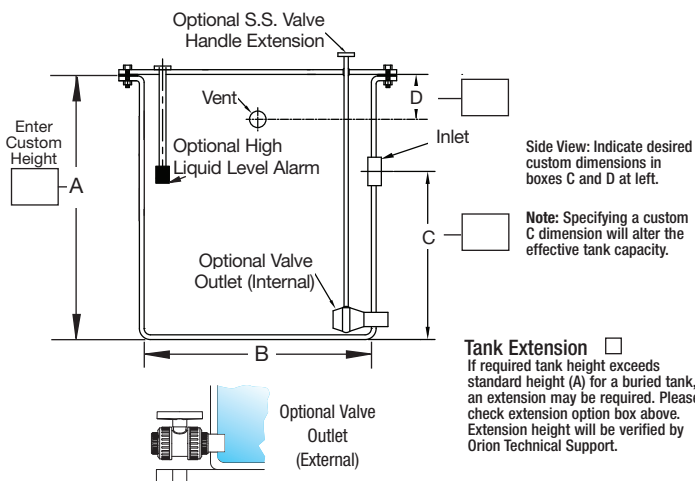 Optional S.S. Valve
Handle Extension
D
Vent
Enter
Custom
Height
A
Optional High
Liquid Level Alarm
Inlet
Side View: Indicate desired
custom dimensions in
boxes C and D at left.
C
Note: Specifying a custom
C dimension will alter the
effective tank capacity.
Optional Valve
Outlet (Internal)
B
Tank Extension
If required tank height exceeds
standard height (A) for a buried tank,
an extension may be required. Please
check extension option box above.
Extension height will be verified by
Orion Technical Support.
Optional Valve
Outlet
(External)